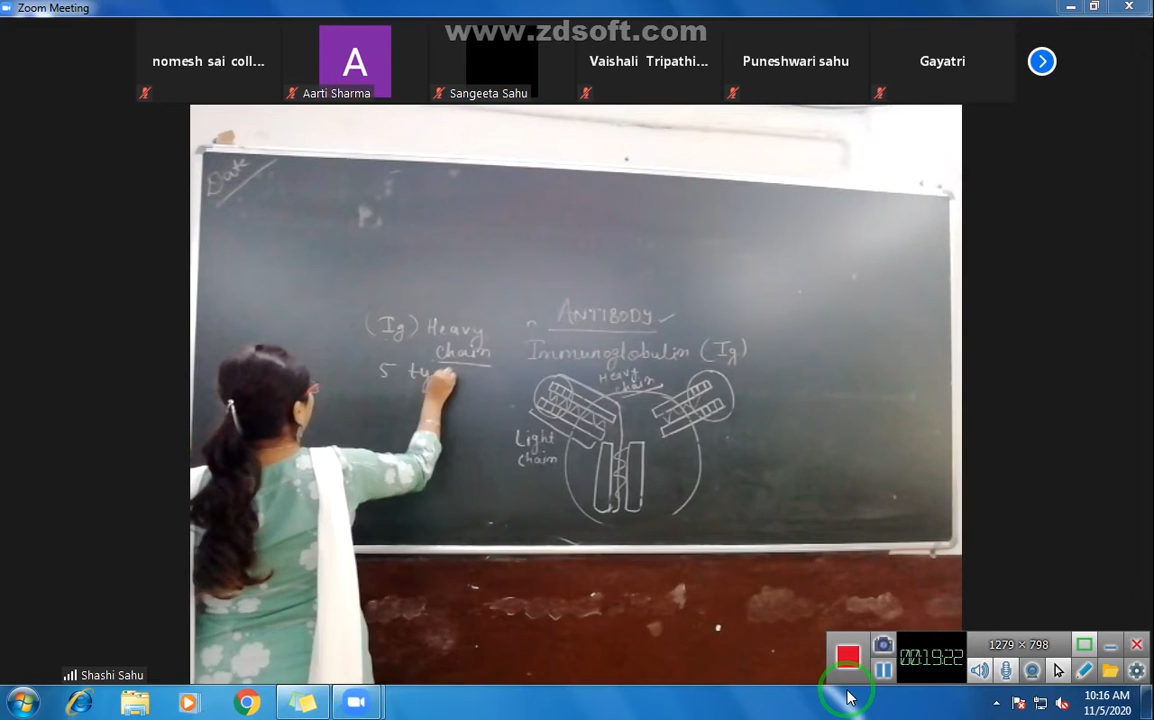 Zoom Meeting
www.zdsoft.com
nomesh sai coll...
A
Aarti Sharma
Sangeeta Sahu
Vaishali Tripathi...
Puneshwari sahu
Gayatri
Date
ANTIBODY
(Ig) Heavy
chain
Immunoglobulin (Ig)
5 ty
Heavy
chain
Light
chain
Shashi Sahu
1279 × 798
00:19:22
10:16 AM
11/5/2020